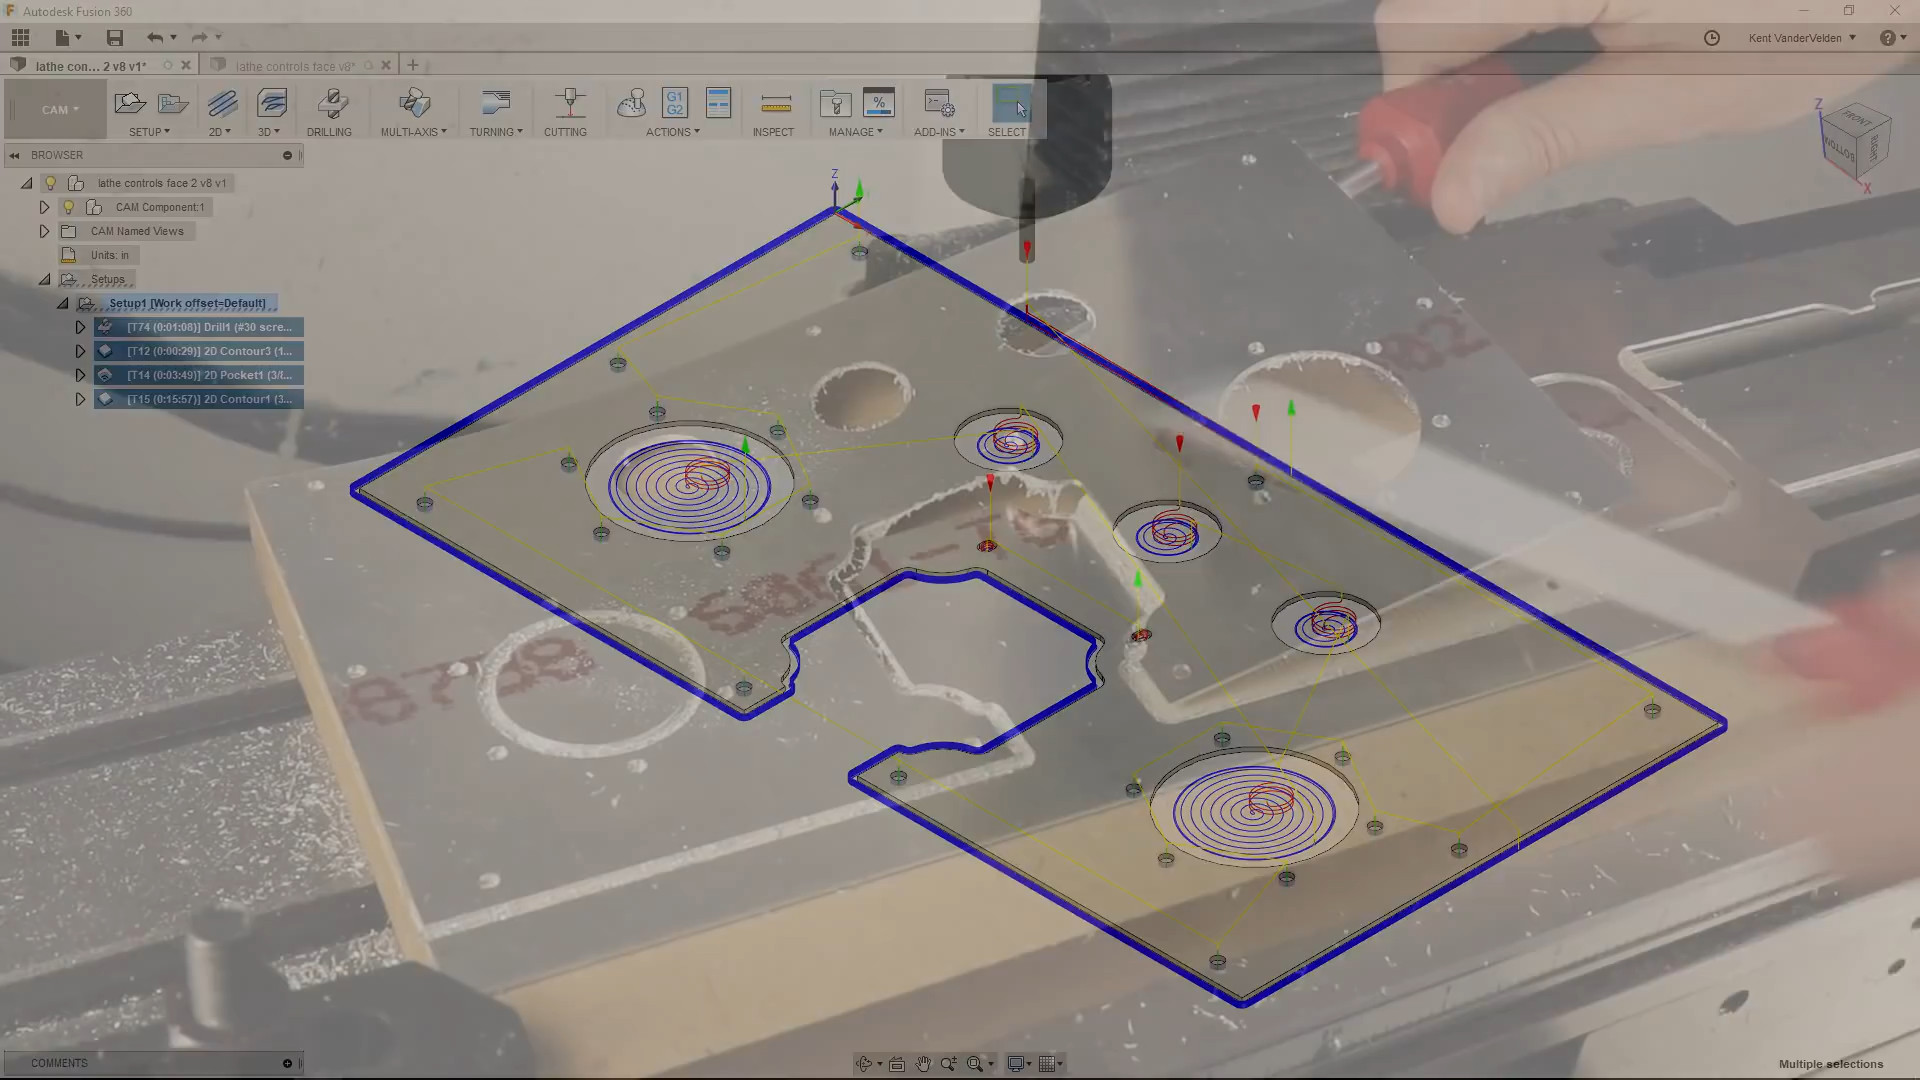 Autodesk Fusion 360
Kent VanderVelden
lathe con... 2 v8 v1*
lathe controls face v8*
CAM
SETUP
2D
3D
DRILLING
MULTI-AXIS
TURNING
CUTTING
G1
G2
ACTIONS
INSPECT
%
MANAGE
ADD-INS
SELECT
Z
FRONT
BOTTOM
X
BROWSER
lathe controls face 2 v8 v1
CAM Component:1
CAM Named Views
Units: in
Setups
Setup1 [Work offset=Default]
[T74 (0:01:08)] Drill1 (#30 scre...
[T12 (0:00:29)] 2D Contour3 (1...
[T14 (0:03:49)] 2D Pocket1 (3/...
[T15 (0:15:57)] 2D Contour1 (3...
Z
COMMENTS
Multiple selections